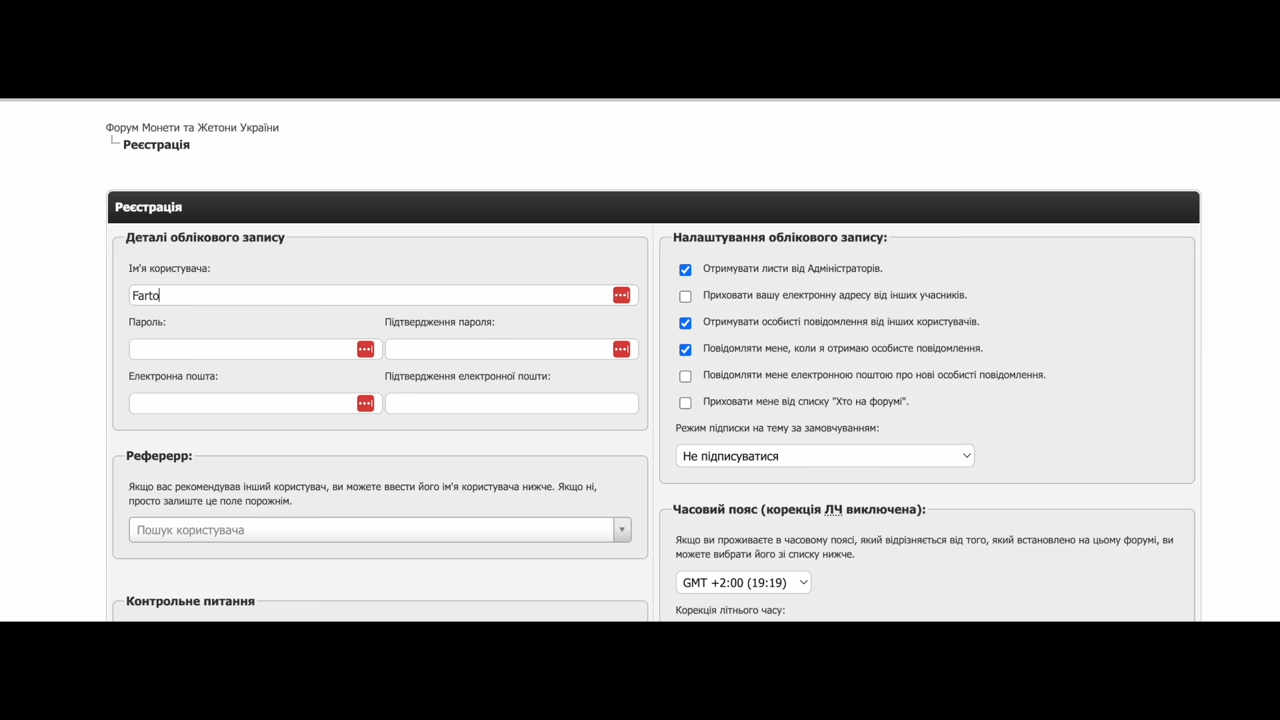 Форум Монети та Жетони України
Реєстрація
Реєстрація
Деталі облікового запису
Ім'я користувача:
Farto
Пароль:
Підтвердження пароля:
Електронна пошта:
Підтвердження електронної пошти:
Реферерр:
Якщо вас рекомендував інший користувач, ви можете ввести його ім'я користувача нижче. Якщо ні,
просто залиште це поле порожнім.
Пошук користувача
Контрольне питання
Налаштування облікового запису:
Отримувати листи від Адміністраторів.
Приховати вашу електронну адресу від інших учасників.
Отримувати особисті повідомлення від інших користувачів.
Повідомляти мене, коли я отримаю особисте повідомлення.
Повідомляти мене електронною поштою про нові особисті повідомлення.
Приховати мене від списку "Хто на форумі".
Режим підписки на тему за замовчуванням:
Не підписуватися
Часовий пояс (корекція ЛЧ виключена):
Якщо ви проживаєте в часовому поясі, який відрізняється від того, який встановлено на цьому форумі, ви
можете вибрати його зі списку нижче.
GMT +2:00 (19:19)
Корекція літнього часу: